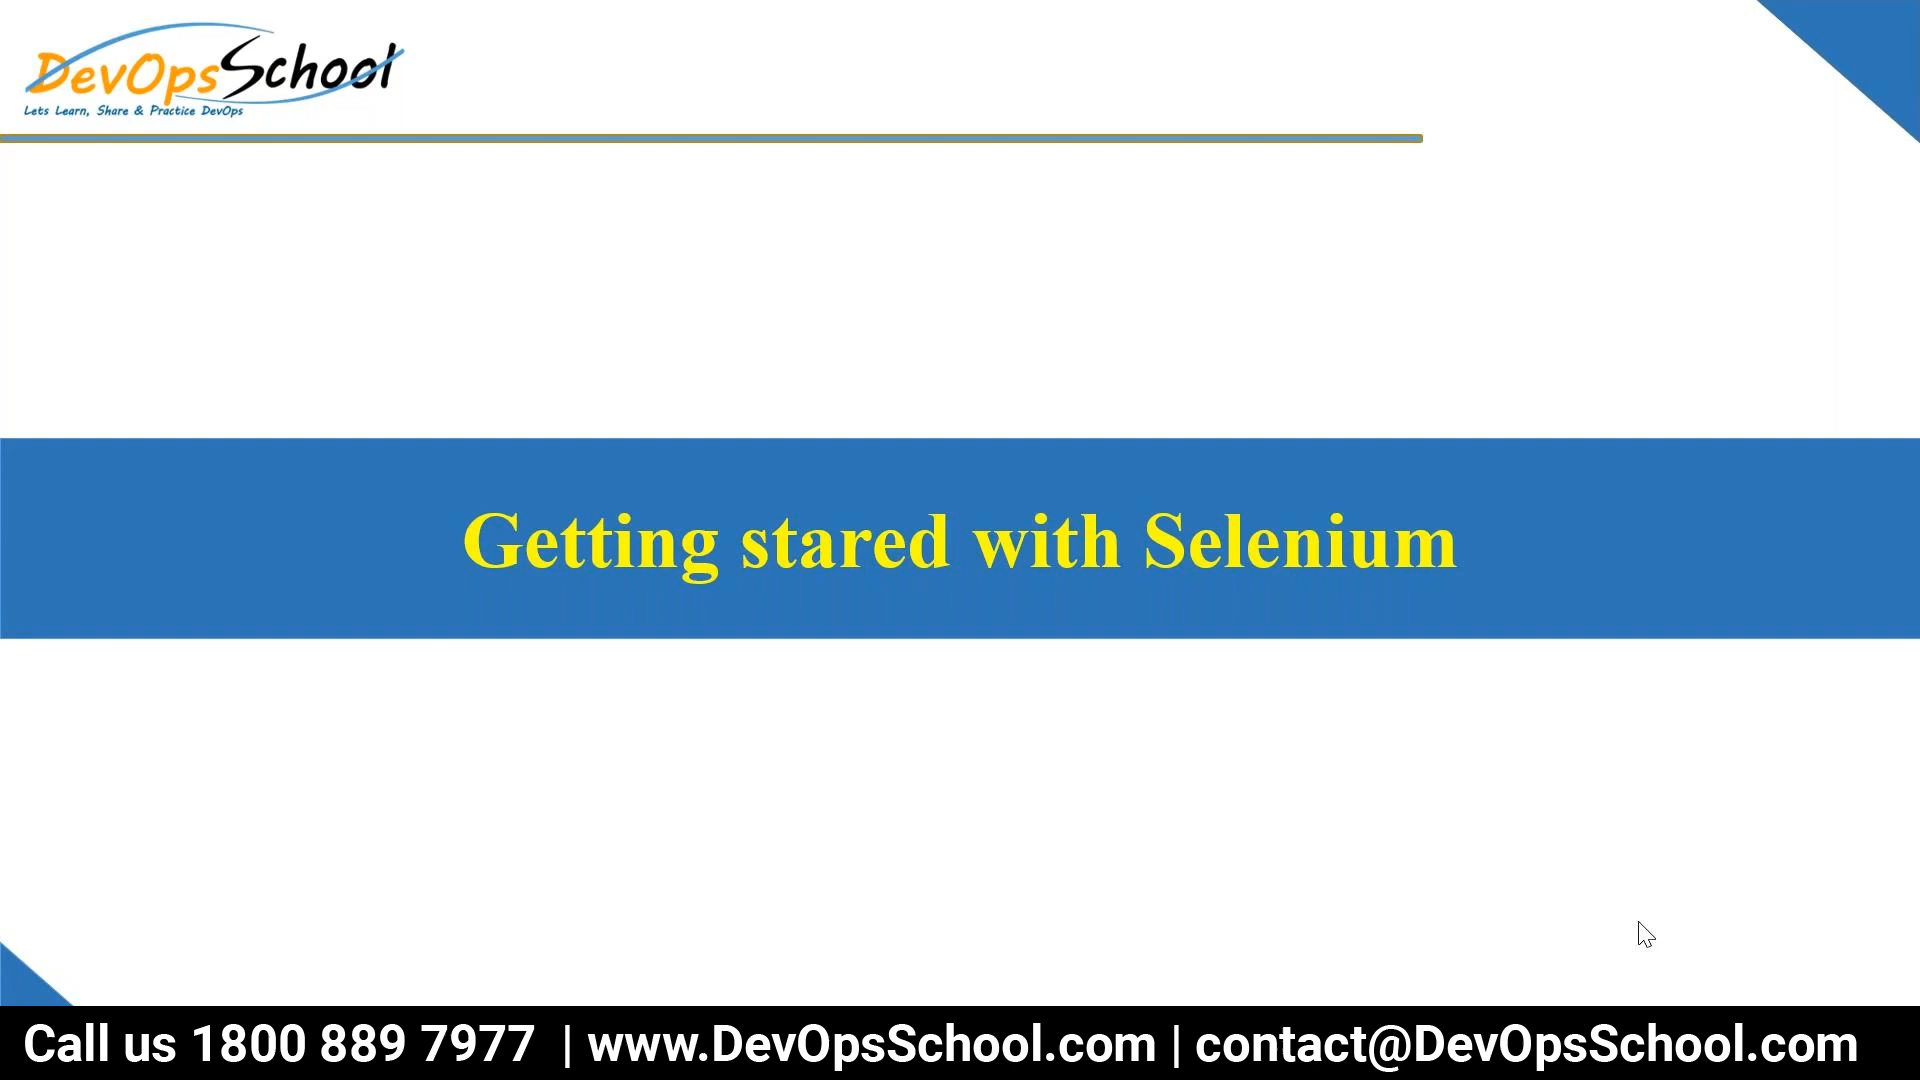 DevOpsSchool
Lets Learn, Share & Practice DevOps
Getting stared with Selenium
Call us 1800 889 7977 | www.DevOpsSchool.com | contact@DevOpsSchool.com